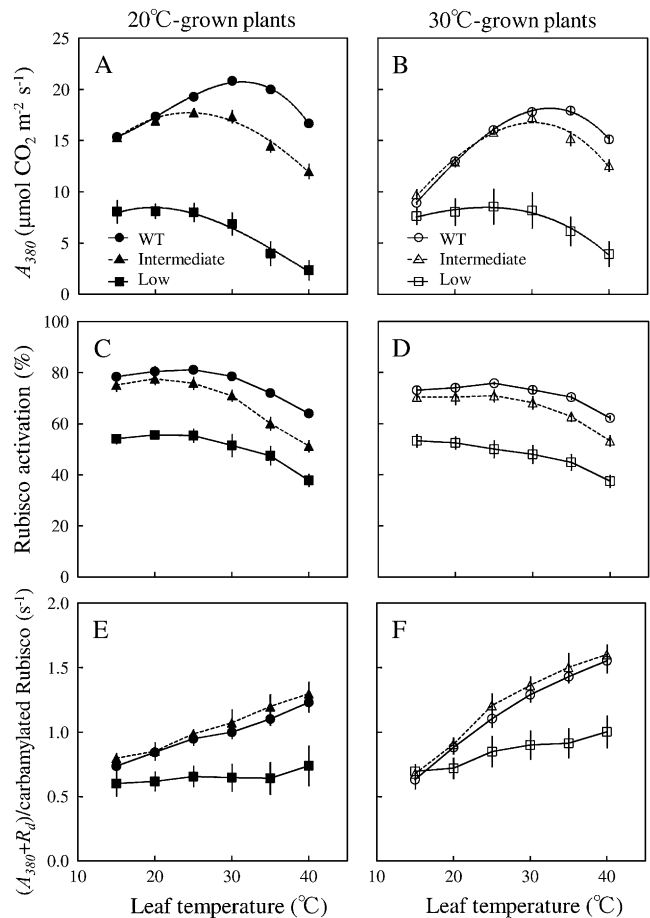 20℃-grown plants 30℃-grown plants
A B
A380 (μmol CO2 m-2 s-1)
25
20
15
10
5
0
WT
Intermediate
Low
WT
Intermediate
Low
C D
Rubisco activation (%)
100
80
60
40
20
0
E F
(A380+Rd)/carbamylated Rubisco (s-1)
2.0
1.5
1.0
0.5
0.0
10 20 30 40 10 20 30 40
Leaf temperature (℃) Leaf temperature (℃)